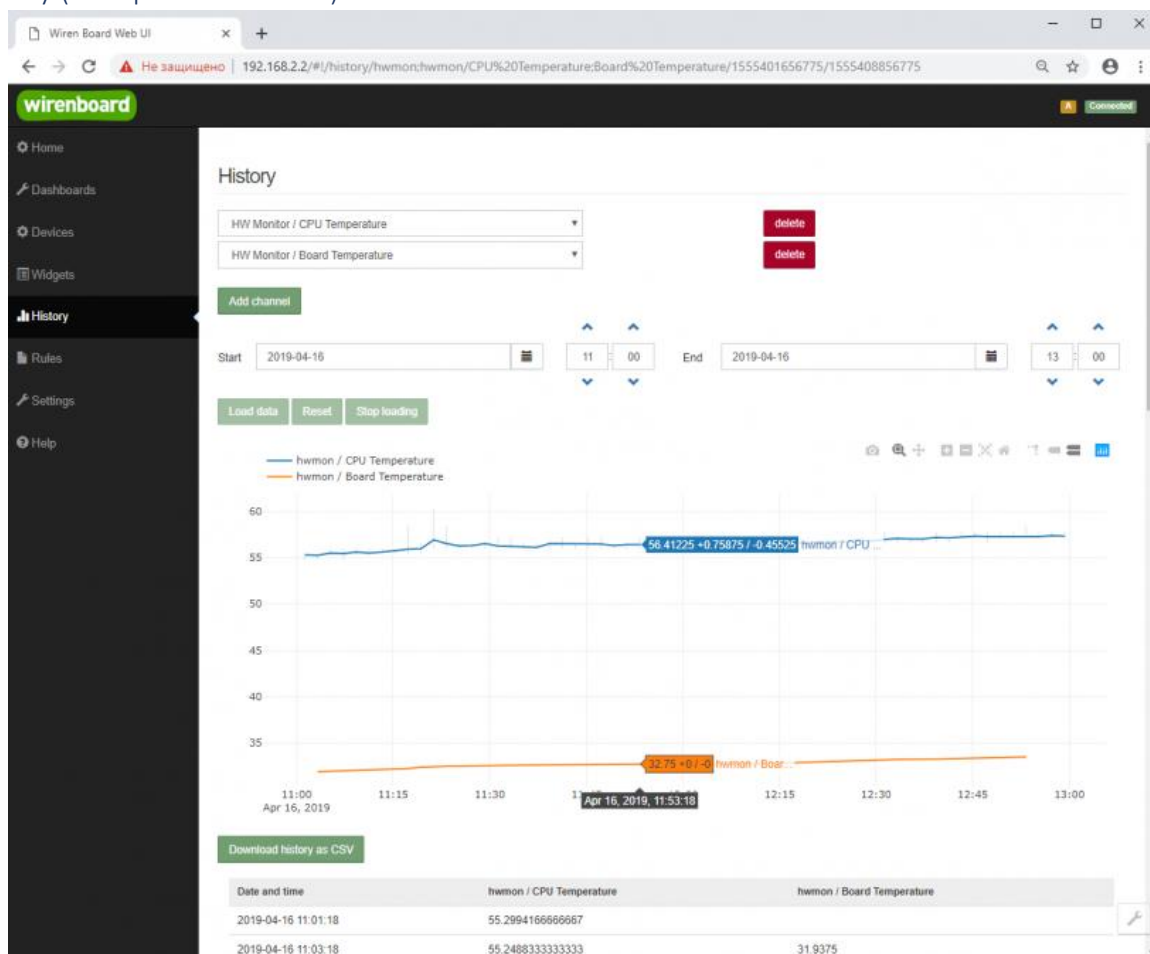 Wiren Board Web UI
Не защищено 192.168.2.2/#!/history/hwmon;hwmon/CPU%20Temperature;Board%20Temperature/1555401656775/1555408856775
wirenboard
A Connected
Home
Dashboards
Devices
Widgets
History
Rules
Settings
Help
History
HW Monitor / CPU Temperature delete
HW Monitor / Board Temperature delete
Add channel
Start 2019-04-16 11 : 00 End 2019-04-16 13 : 00
Load data Reset Stop loading
hwmon / CPU Temperature
hwmon / Board Temperature
60
55
50
45
40
35
56.41225 +0.75875 / -0.45525 hwmon / CPU ...
32.75 +0 / -0 hwmon / Boar...
11:00 11:15 11:30 12:15 12:30 12:45 13:00
Apr 16, 2019
Apr 16, 2019, 11:53:18
Download history as CSV
Date and time hwmon / CPU Temperature hwmon / Board Temperature
2019-04-16 11:01:18 55.2994166666667
2019-04-16 11:03:18 55.2488333333333 31.9375